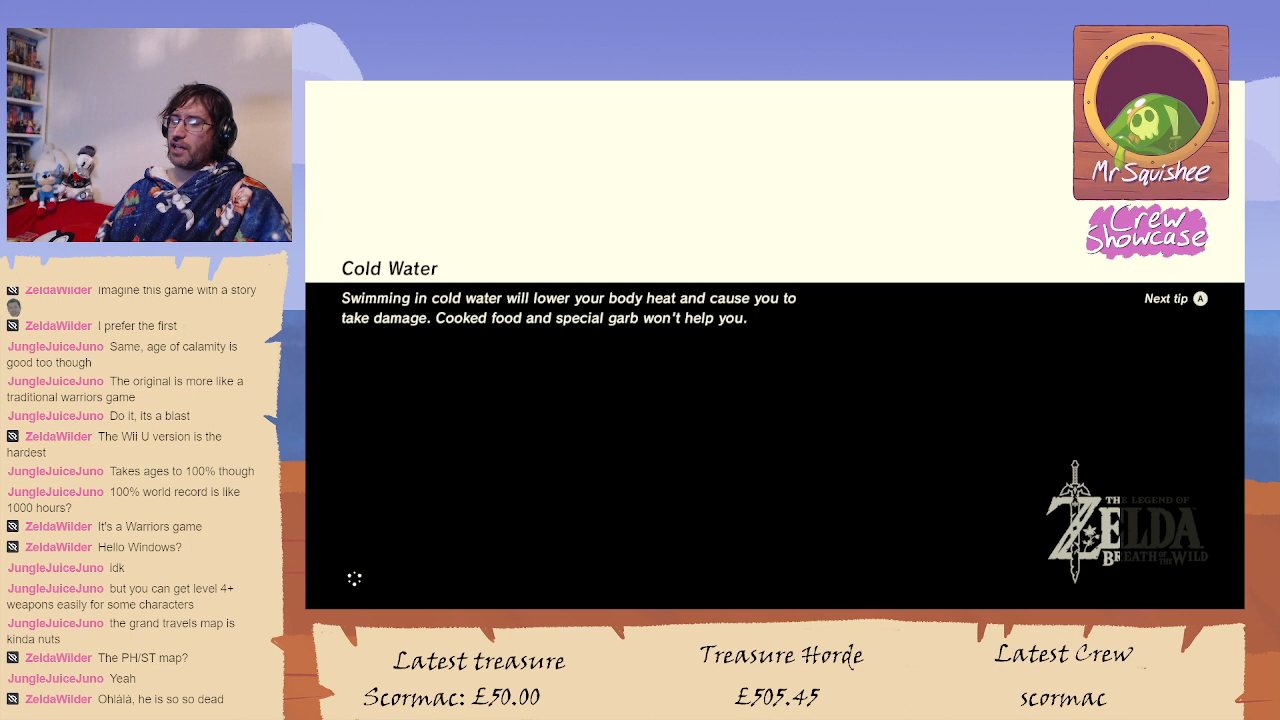 Mr Squishee
Crew
Showcase
Cold Water
Swimming in cold water will lower your body heat and cause you to
take damage. Cooked food and special garb won't help you.
Next tip A
THE LEGEND OF
ZELDA
BREATH OF THE WILD
ZeldaWilder Imagine this game with a story
ZeldaWilder I prefer the first
JungleJuiceJuno Same, age of calamity is
good too though
JungleJuiceJuno The original is more like a
traditional warriors game
JungleJuiceJuno Do it, its a blast
ZeldaWilder The Wii U version is the
hardest
JungleJuiceJuno Takes ages to 100% though
JungleJuiceJuno 100% world record is like
1000 hours?
ZeldaWilder It's a Warriors game
ZeldaWilder Hello Windows?
JungleJuiceJuno idk
JungleJuiceJuno but you can get level 4+
weapons easily for some characters
JungleJuiceJuno the grand travels map is
kinda nuts
ZeldaWilder The PH/ST map?
JungleJuiceJuno Yeah
ZeldaWilder Ohlàlà, he is so so dead
Latest treasure
Scormac: £50.00
Treasure Horde
£505.45
Latest Crew
scormac